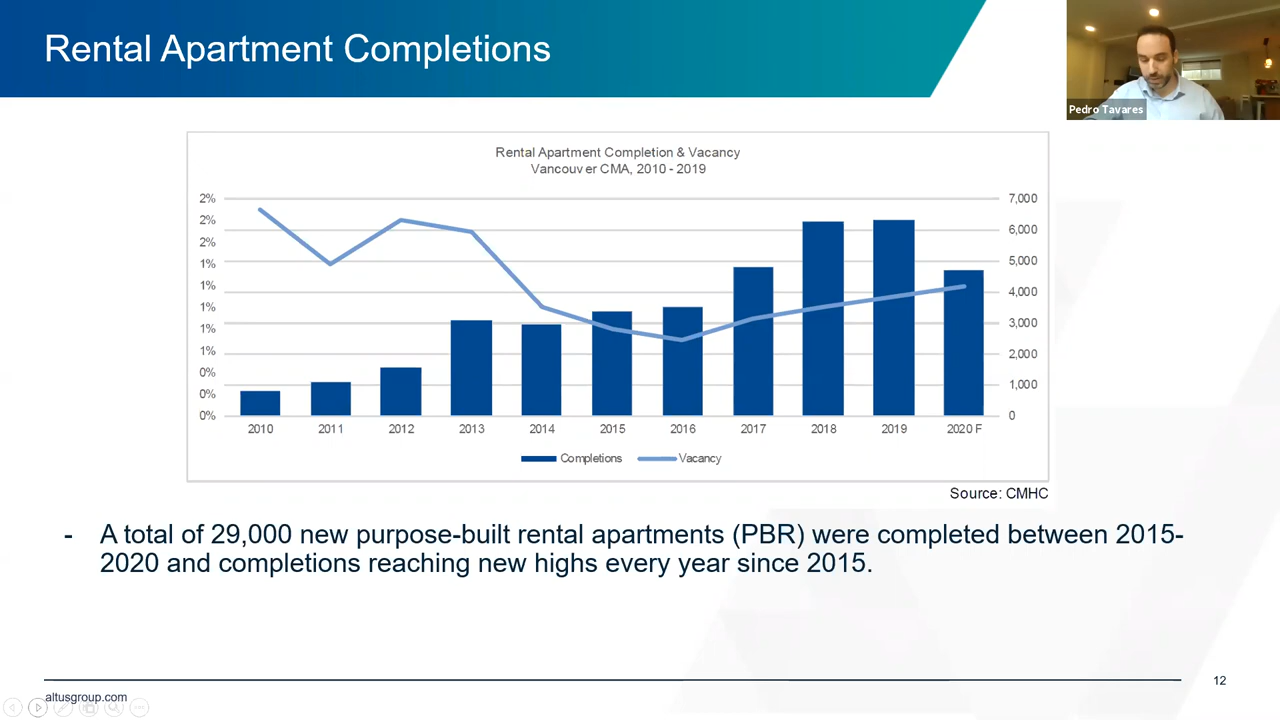 Rental Apartment Completions
Pedro Tavares
Rental Apartment Completion & Vacancy
Vancouver CMA, 2010 - 2019
2%
2%
2%
1%
1%
1%
1%
1%
0%
0%
0%
7,000
6,000
5,000
4,000
3,000
2,000
1,000
0
2010 2011 2012 2013 2014 2015 2016 2017 2018 2019 2020 F
Completions Vacancy
Source: CMHC
- A total of 29,000 new purpose-built rental apartments (PBR) were completed between 2015-
2020 and completions reaching new highs every year since 2015.
12
altusgroup.com